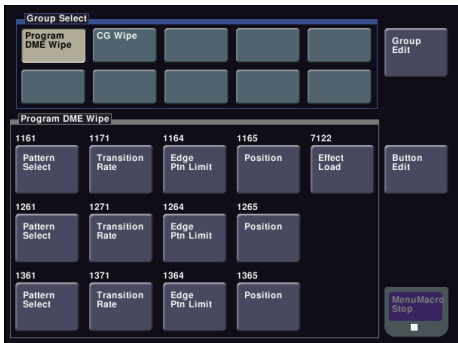 Group Select
Program
DME Wipe
CG Wipe
Group
Edit
Program DME Wipe
1161 1171 1164 1165 7122
Pattern
Select
Transition
Rate
Edge
Ptn Limit
Position
Effect
Load
Button
Edit
1261 1271 1264 1265
Pattern
Select
Transition
Rate
Edge
Ptn Limit
Position
1361 1371 1364 1365
Pattern
Select
Transition
Rate
Edge
Ptn Limit
Position
MenuMacro
Stop